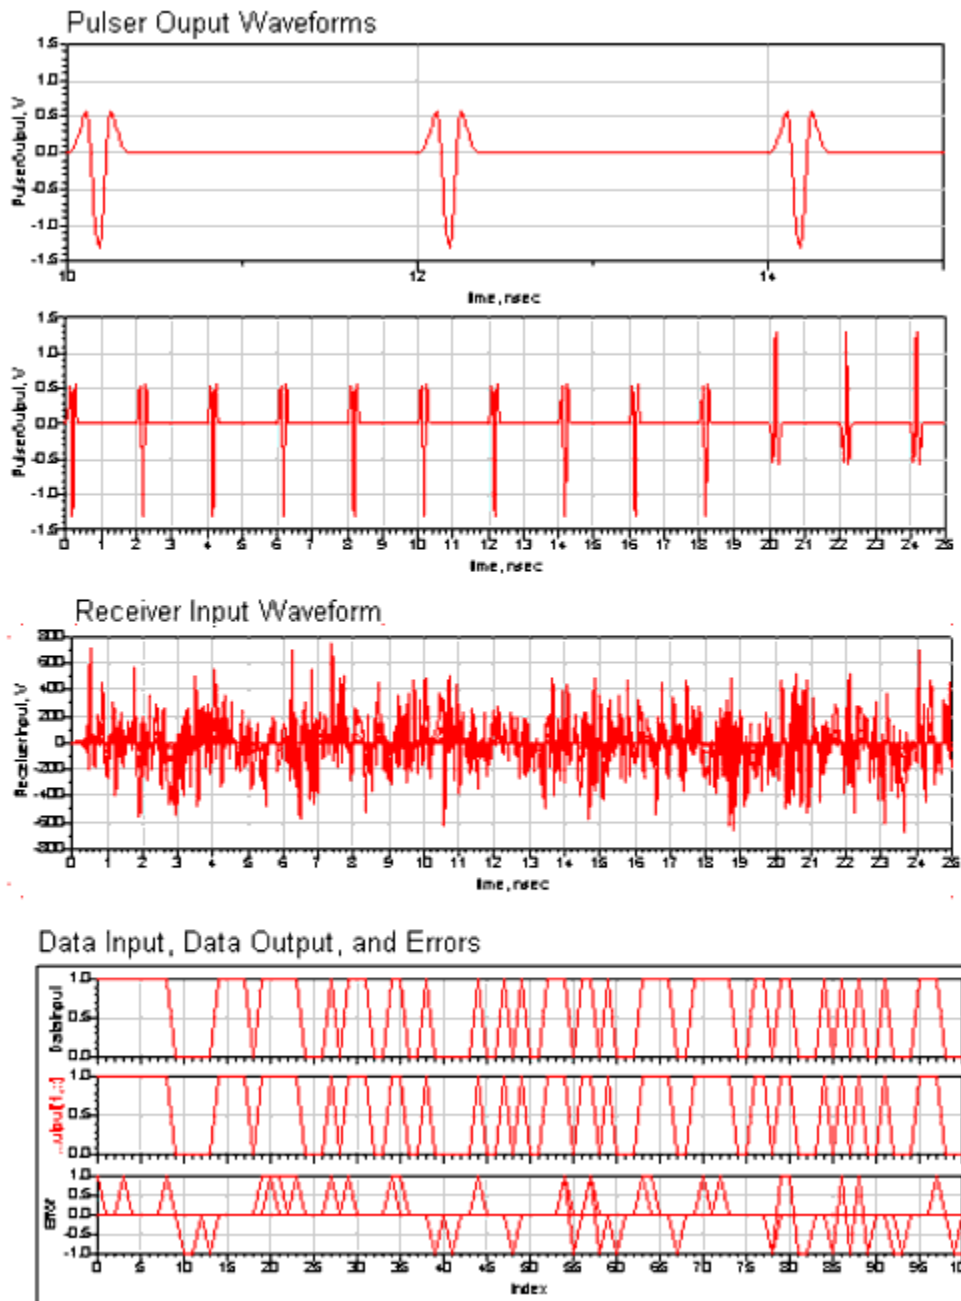 Pulser Ouput Waveforms
1.5
1.0
0.5
0.0
-0.5
-1.0
-1.5
PulserOutput, V
10 12 14
time, nsec
1.5
1.0
0.5
0.0
-0.5
-1.0
-1.5
PulserOutput, V
0 1 2 3 4 5 6 7 8 9 10 11 12 13 14 15 16 17 18 19 20 21 22 23 24 25
time, nsec
Receiver Input Waveform
800
600
400
200
0
-200
-400
-600
-800
ReceiverInput, V
0 1 2 3 4 5 6 7 8 9 10 11 12 13 14 15 16 17 18 19 20 21 22 23 24 25
time, nsec
Data Input, Data Output, and Errors
1.0
0.5
0.0
DataInput
1.0
0.5
0.0
...utput[1,::]
1.0
0.5
0.0
-0.5
-1.0
Error
0 5 10 15 20 25 30 35 40 45 50 55 60 65 70 75 80 85 90 95 10
Index